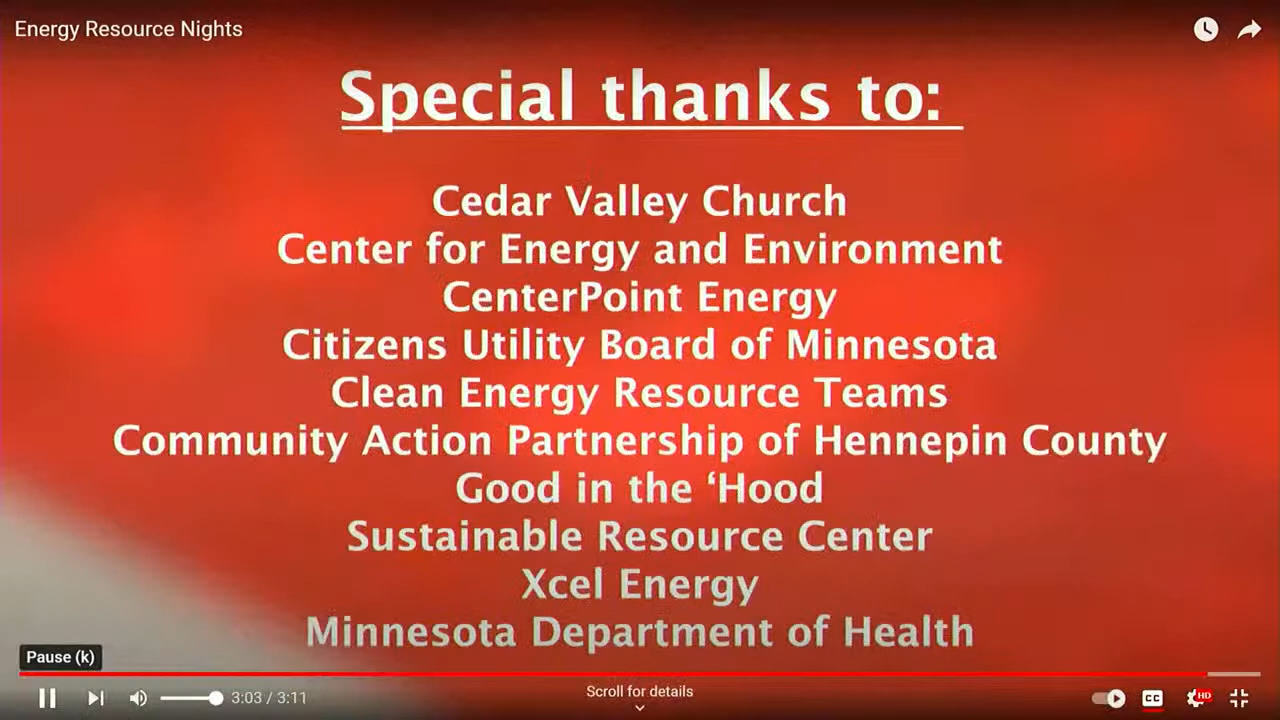 Energy Resource Nights
Special thanks to:
Cedar Valley Church
Center for Energy and Environment
CenterPoint Energy
Citizens Utility Board of Minnesota
Clean Energy Resource Teams
Community Action Partnership of Hennepin County
Good in the ‘Hood
Sustainable Resource Center
Xcel Energy
Minnesota Department of Health
Pause (k)
3:03 / 3:11
Scroll for details
CC
HD